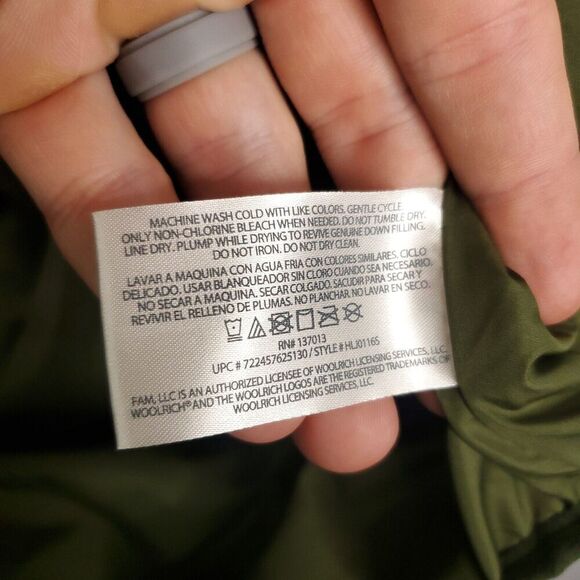 MACHINE WASH COLD WITH LIKE COLORS. GENTLE CYCLE.
ONLY NON-CHLORINE BLEACH WHEN NEEDED. DO NOT TUMBLE DRY.
LINE DRY. PLUMP WHILE DRYING TO REVIVE GENUINE DOWN FILLING.
DO NOT IRON. DO NOT DRY CLEAN.
LAVAR A MAQUINA CON AGUA FRIA CON COLORES SIMILARES. CICLO
DELICADO. USAR BLANQUEADOR SIN CLORO CUANDO SEA NECESARIO.
NO SECAR A MAQUINA. SECAR COLGADO. SACUDIR PARA SECAR Y
REVIVIR EL RELLENO DE PLUMAS. NO PLANCHAR. NO LAVAR EN SECO.
RN# 137013
UPC # 722457625130 / STYLE # HLJ0116S
FAM, LLC IS AN AUTHORIZED LICENSEE OF WOOLRICH LICENSING SERVICES, LLC.
WOOLRICH® AND THE WOOLRICH LOGOS ARE THE REGISTERED TRADEMARKS OF
WOOLRICH LICENSING SERVICES, LLC.